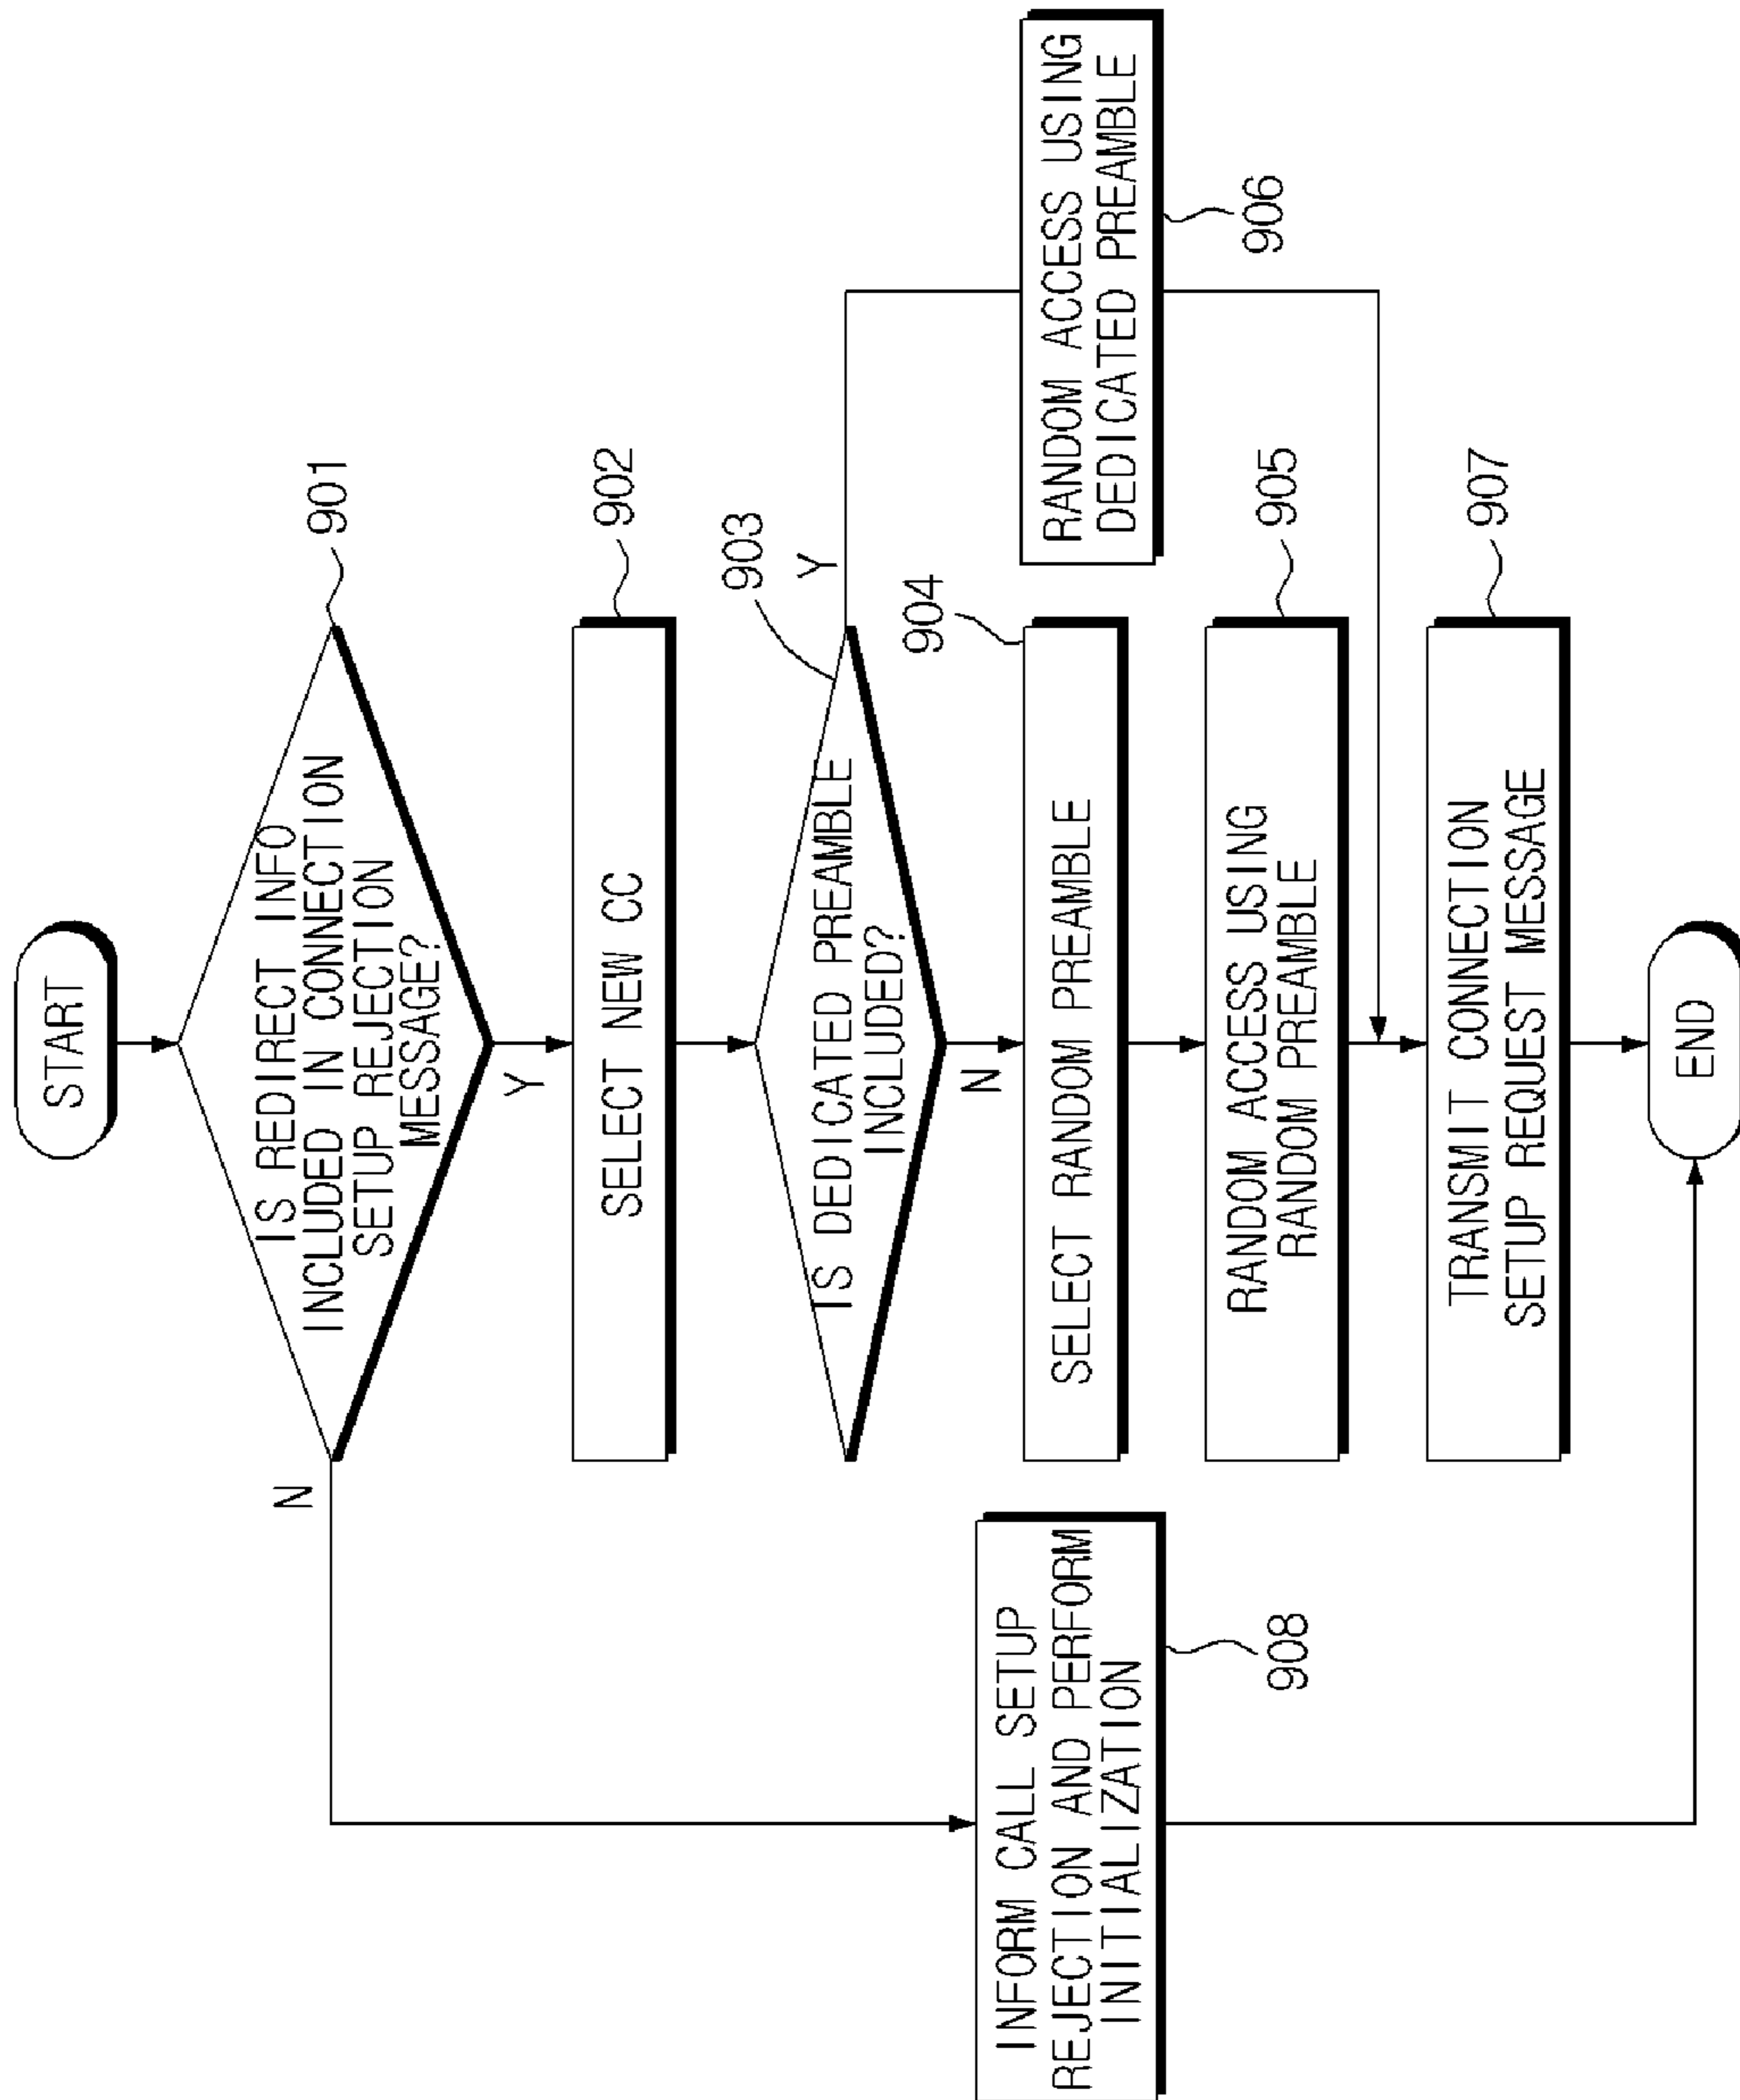 START
IS REDIRECT INFO
INCLUDED IN CONNECTION
SETUP REJECTION
MESSAGE?
901
N
Y
SELECT NEW CC
902
IS DEDICATED PREAMBLE
INCLUDED?
903
Y
N
SELECT RANDOM PREAMBLE
904
RANDOM ACCESS USING
RANDOM PREAMBLE
905
RANDOM ACCESS USING
DEDICATED PREAMBLE
906
TRANSMIT CONNECTION
SETUP REQUEST MESSAGE
907
INFORM CALL SETUP
REJECTION AND PERFORM
INITIALIZATION
908
END